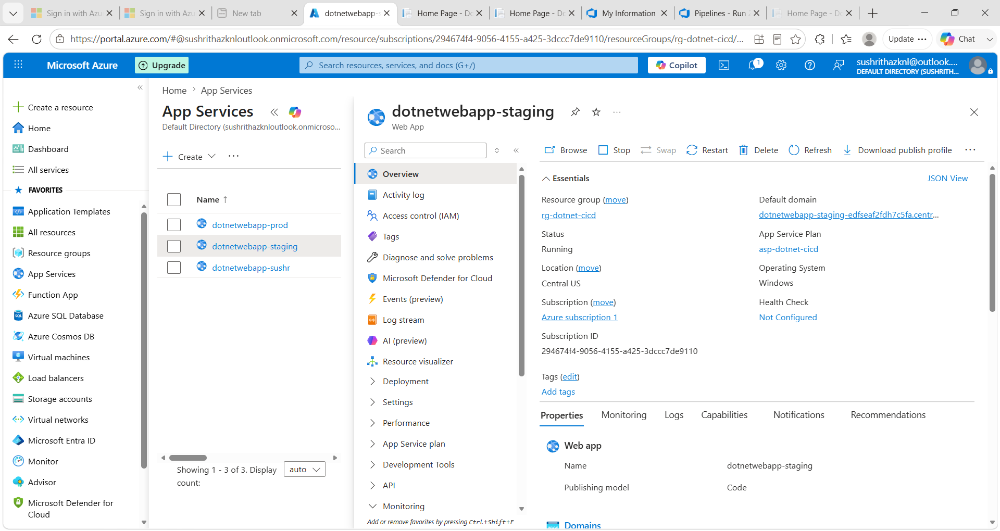 Sign in with Azu
Sign in with Azu
New tab
dotnetwebapp-s
Home Page - Do
Home Page - Do
My Information
Pipelines - Run 2
Home Page - Do
https://portal.azure.com/#@sushrithazknloutlook.onmicrosoft.com/resource/subscriptions/294674f4-9056-4155-a425-3dccc7de9110/resourceGroups/rg-dotnet-cicd/...
Update
Chat
Microsoft Azure
Upgrade
Search resources, services, and docs (G+/)
Copilot
1
sushrithazknl@outlook....
DEFAULT DIRECTORY (SUSHRITH...
Create a resource
Home
Dashboard
All services
FAVORITES
Application Templates
All resources
Resource groups
App Services
Function App
Azure SQL Database
Azure Cosmos DB
Virtual machines
Load balancers
Storage accounts
Virtual networks
Microsoft Entra ID
Monitor
Advisor
Microsoft Defender for
Cloud
Home > App Services
App Services
Default Directory (sushrithazknloutlook.onmicroso...
Create
Name ↑
dotnetwebapp-prod
dotnetwebapp-staging
dotnetwebapp-sushr
Showing 1 - 3 of 3. Display
count:
auto
dotnetwebapp-staging
Web App
Search
Overview
Activity log
Access control (IAM)
Tags
Diagnose and solve problems
Microsoft Defender for Cloud
Events (preview)
Log stream
AI (preview)
Resource visualizer
Deployment
Settings
Performance
App Service plan
Development Tools
API
Monitoring
Add or remove favorites by pressing Ctrl+Shift+F
Browse
Stop
Swap
Restart
Delete
Refresh
Download publish profile
Essentials
JSON View
Resource group (move)
rg-dotnet-cicd
Status
Running
Location (move)
Central US
Subscription (move)
Azure subscription 1
Subscription ID
294674f4-9056-4155-a425-3dccc7de9110
Default domain
dotnetwebapp-staging-edfseaf2fdh7c5fa.centr...
App Service Plan
asp-dotnet-cicd
Operating System
Windows
Health Check
Not Configured
Tags (edit)
Add tags
Properties
Monitoring
Logs
Capabilities
Notifications
Recommendations
Web app
Name
dotnetwebapp-staging
Publishing model
Code
Domains